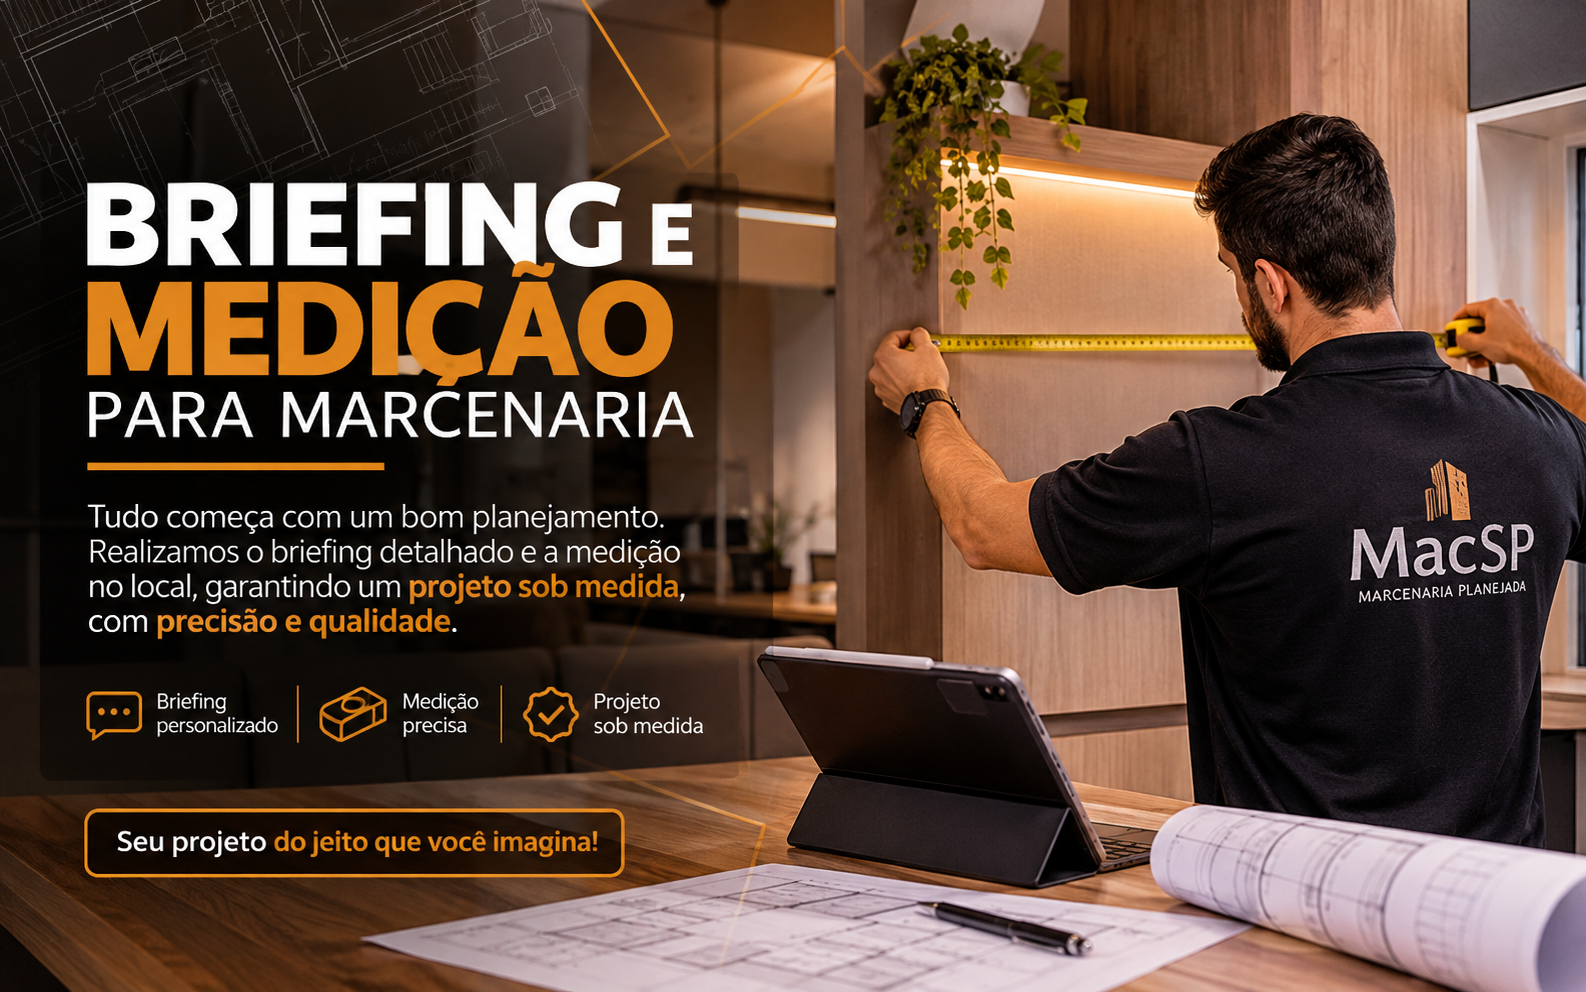 BRIEFING E
MEDIÇÃO
PARA MARCENARIA
Tudo começa com um bom planejamento.
Realizamos o briefing detalhado e a medição
no local, garantindo um projeto sob medida,
com precisão e qualidade.
Briefing
personalizado
Medição
precisa
Projeto
sob medida
Seu projeto do jeito que você imagina!
MacSP
MARCENARIA PLANEJADA